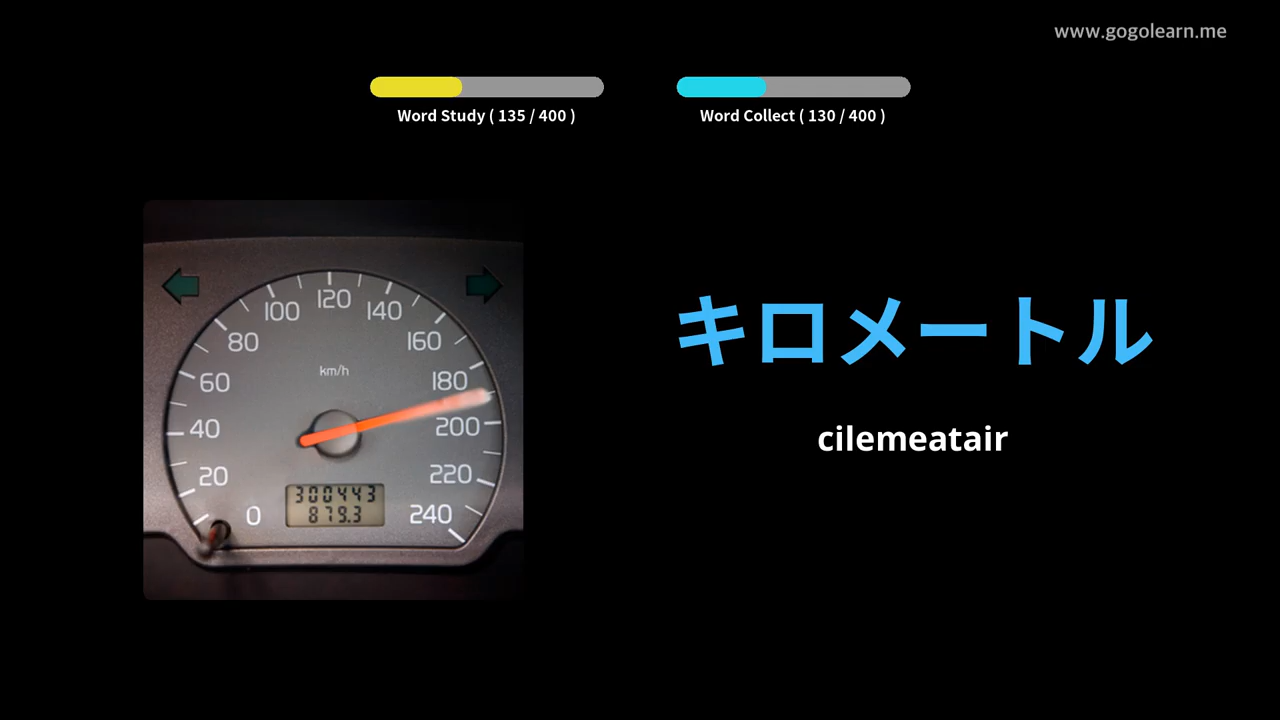 www.gogolearn.me
Word Study ( 135 / 400 )
Word Collect ( 130 / 400 )
キロメートル
cilemeatair
120
100
140
80
160
km/h
60
180
40
200
20
220
300443
0
879.3
240